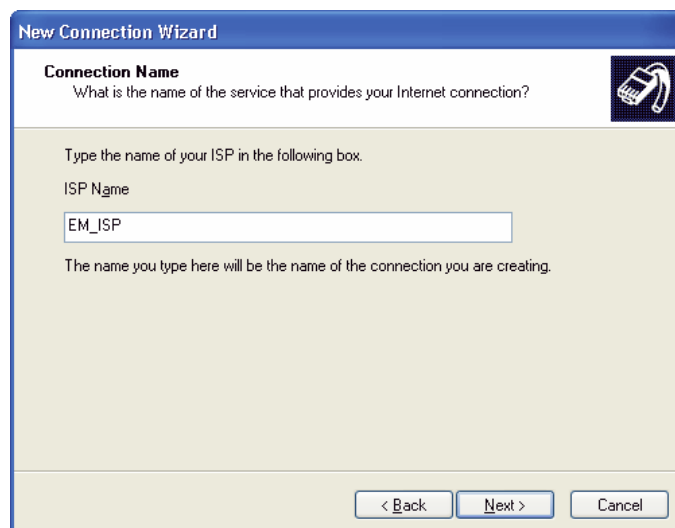 New Connection Wizard
Connection Name
What is the name of the service that provides your Internet connection?
Type the name of your ISP in the following box.
ISP Name
EM_ISP
The name you type here will be the name of the connection you are creating.
< Back Next > Cancel